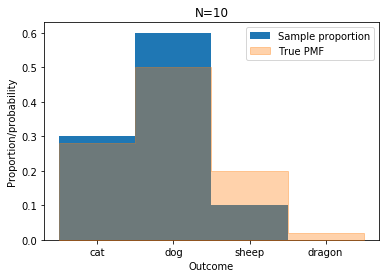 N=10
Sample proportion
True PMF
0.6
0.5
0.4
0.3
0.2
0.1
0.0
Proportion/probability
cat dog sheep dragon
Outcome